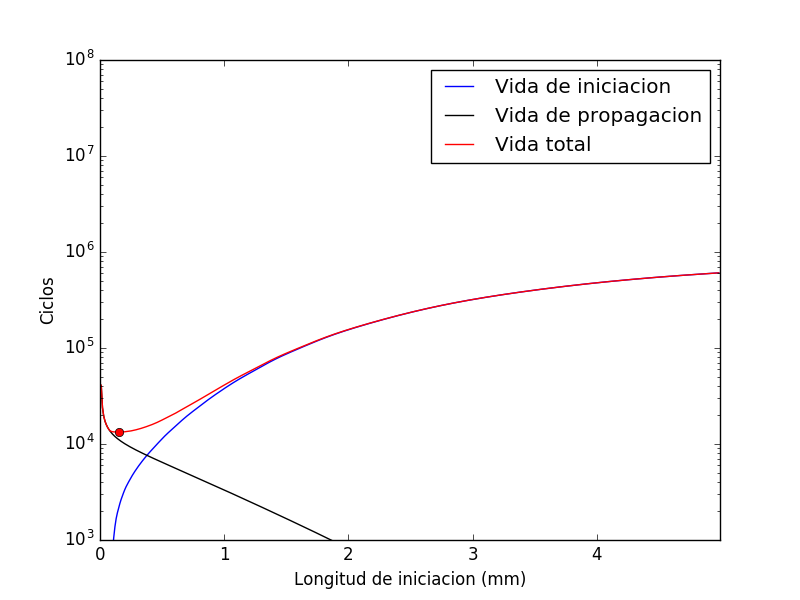 10^8
10^7
10^6
10^5
10^4
10^3
Ciclos
Vida de iniciacion
Vida de propagacion
Vida total
0 1 2 3 4
Longitud de iniciacion (mm)